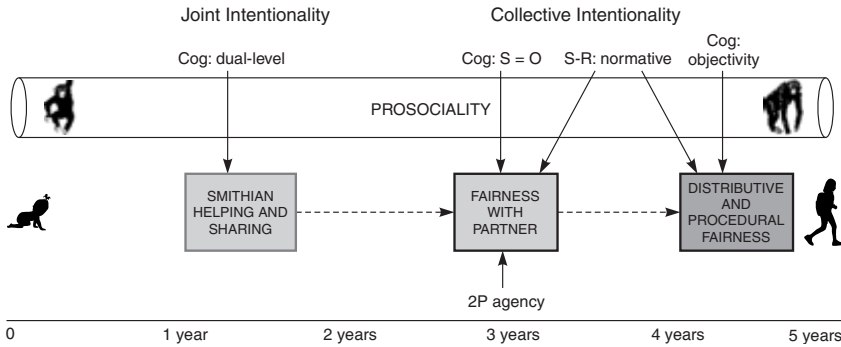 Joint Intentionality
Collective Intentionality
Cog: dual-level
Cog: S = O
S-R: normative
Cog:
objectivity
PROSOCIALITY
SMITHIAN
HELPING AND
SHARING
FAIRNESS
WITH
PARTNER
DISTRIBUTIVE
AND
PROCEDURAL
FAIRNESS
2P agency
0
1 year
2 years
3 years
4 years
5 years